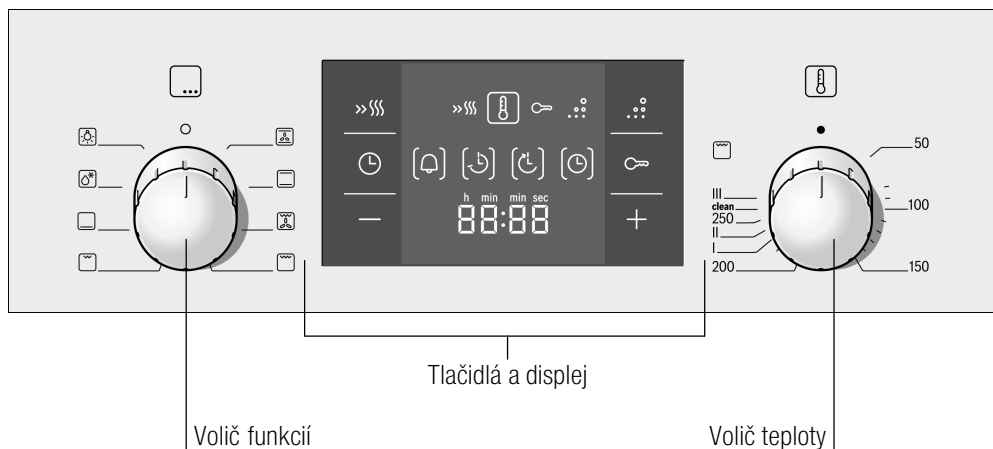 h min min sec
88:88
50
100
150
III
clean
250
II
I
200
Tlačidlá a displej
Volič funkcií
Volič teploty